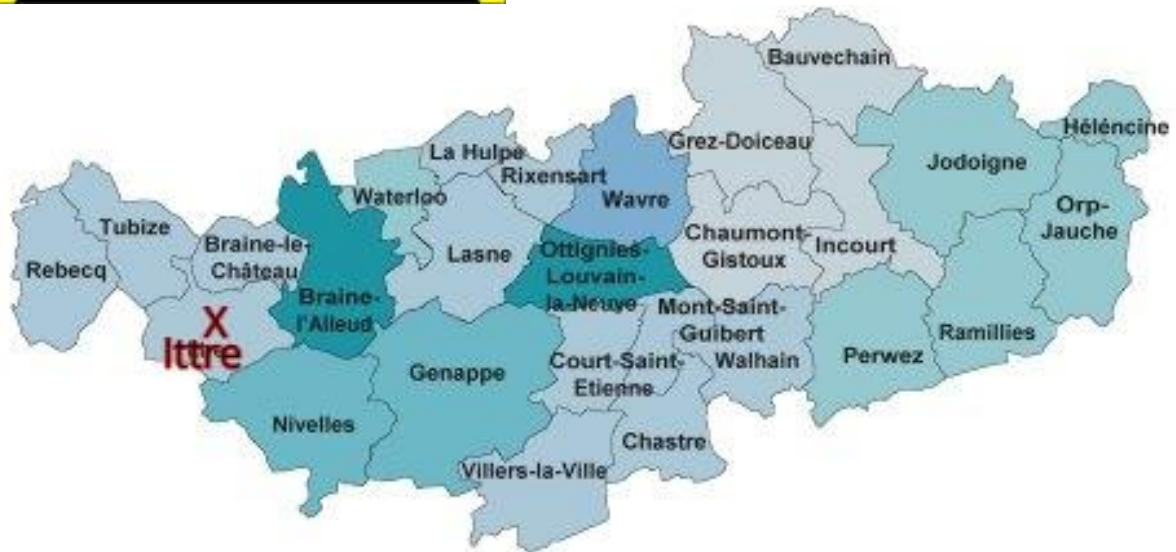 Bauvechain
Grez-Doiceau
Héléncine
Jodoigne
La Hulpe
Rixensart
Waterloo
Wavre
Orp-
Jauche
Tubize
Braine-le-
Château
Rebecq
Lasne
Chaumont-
Gistoux
Incourt
Ottignies-
Louvain-
la-Neuve
Braine-
l'Alleud
X
Ittre
Mont-Saint-
Guibert
Walhain
Ramillies
Perwez
Genappe
Court-Saint-
Etienne
Nivelles
Chastre
Villers-la-Ville